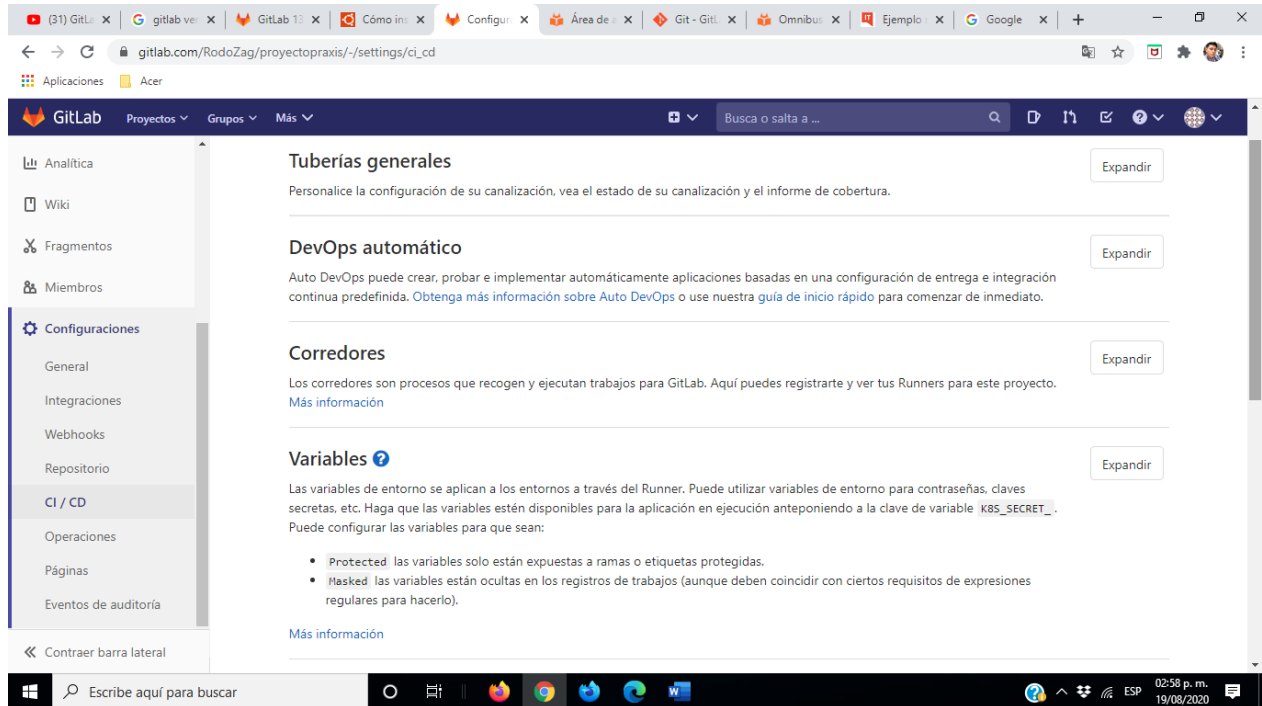 (31) GitLa
gitlab ver
GitLab 13
Cómo ins
Configura
Área de a
Git - GitL
Omnibus
Ejemplo
Google
gitlab.com/RodoZag/proyectopraxis/-/settings/ci_cd
Aplicaciones
Acer
GitLab
Proyectos
Grupos
Más
Busca o salta a ...
Analítica
Wiki
Fragmentos
Miembros
Configuraciones
General
Integraciones
Webhooks
Repositorio
CI / CD
Operaciones
Páginas
Eventos de auditoría
Contraer barra lateral
Tuberías generales
Expandir
Personalice la configuración de su canalización, vea el estado de su canalización y el informe de cobertura.
DevOps automático
Expandir
Auto DevOps puede crear, probar e implementar automáticamente aplicaciones basadas en una configuración de entrega e integración
continua predefinida. Obtenga más información sobre Auto DevOps o use nuestra guía de inicio rápido para comenzar de inmediato.
Corredores
Expandir
Los corredores son procesos que recogen y ejecutan trabajos para GitLab. Aquí puedes registrarte y ver tus Runners para este proyecto.
Más información
Variables
Expandir
Las variables de entorno se aplican a los entornos a través del Runner. Puede utilizar variables de entorno para contraseñas, claves
secretas, etc. Haga que las variables estén disponibles para la aplicación en ejecución anteponiendo a la clave de variable K8S_SECRET_.
Puede configurar las variables para que sean:
Protected las variables solo están expuestas a ramas o etiquetas protegidas.
Masked las variables están ocultas en los registros de trabajos (aunque deben coincidir con ciertos requisitos de expresiones
regulares para hacerlo).
Más información
Escribe aquí para buscar
ESP
02:58 p. m.
19/08/2020